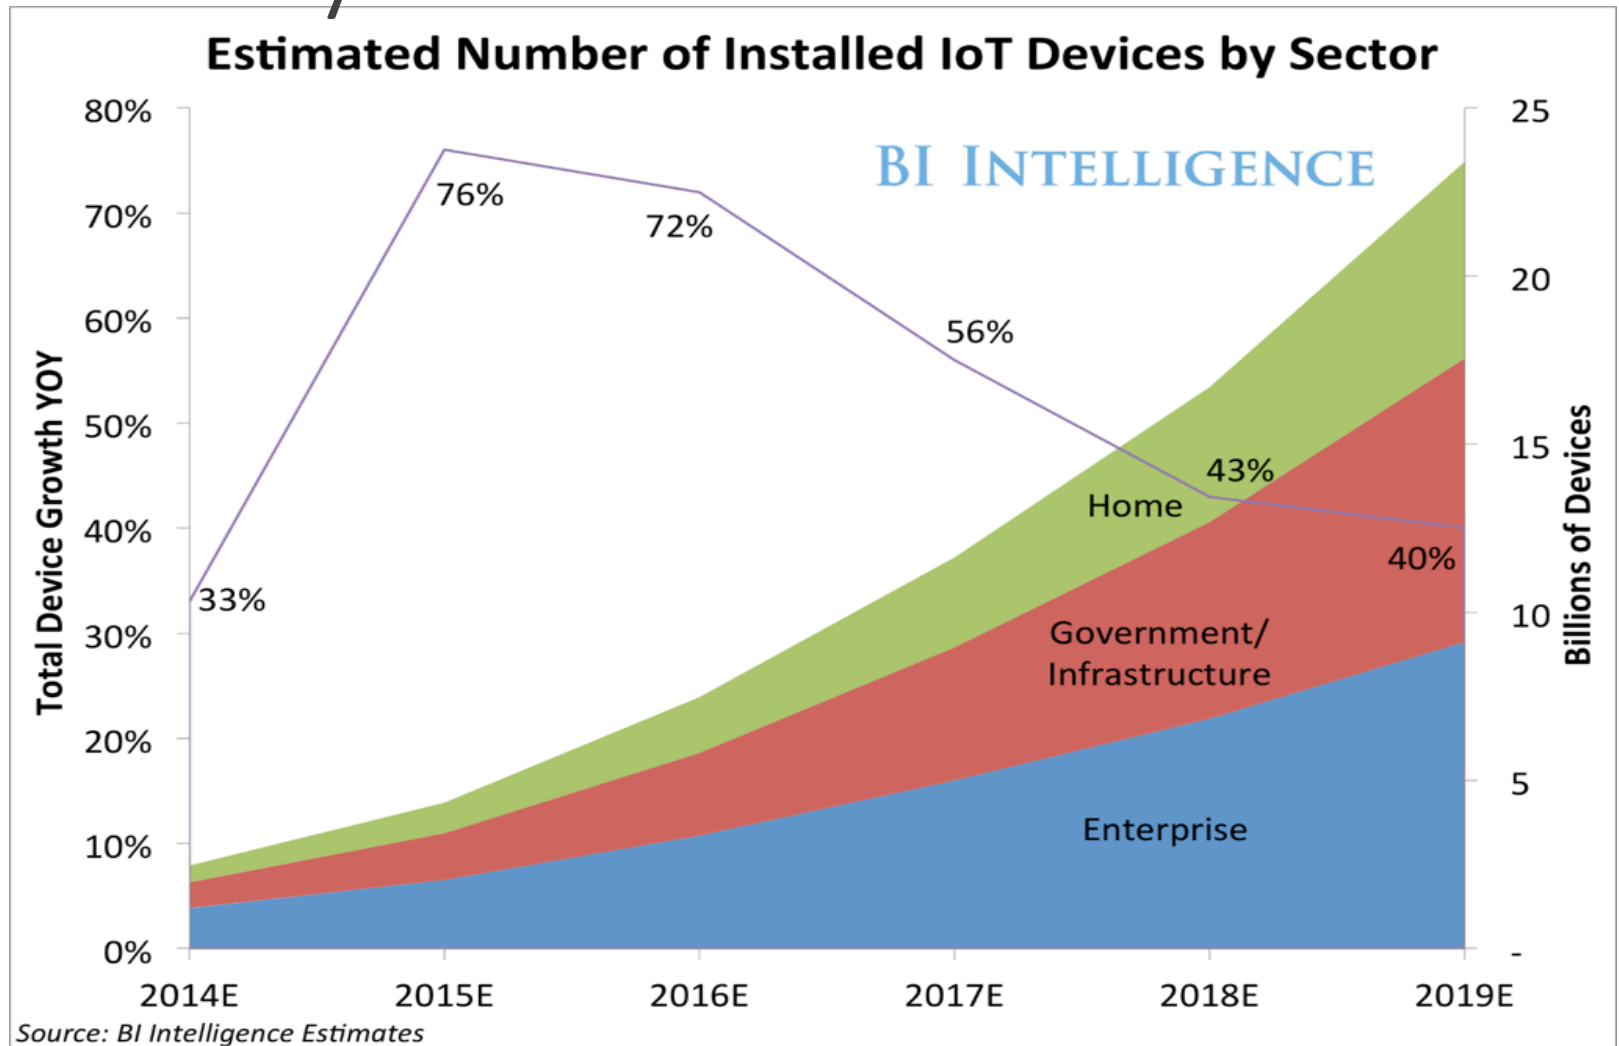 Estimated Number of Installed IoT Devices by Sector
BI INTELLIGENCE
80%
70%
60%
50%
40%
30%
20%
10%
0%
Total Device Growth YOY
33%
76%
72%
56%
43%
40%
Home
Government/
Infrastructure
Enterprise
25
20
15
10
5
-
Billions of Devices
2014E 2015E 2016E 2017E 2018E 2019E
Source: BI Intelligence Estimates